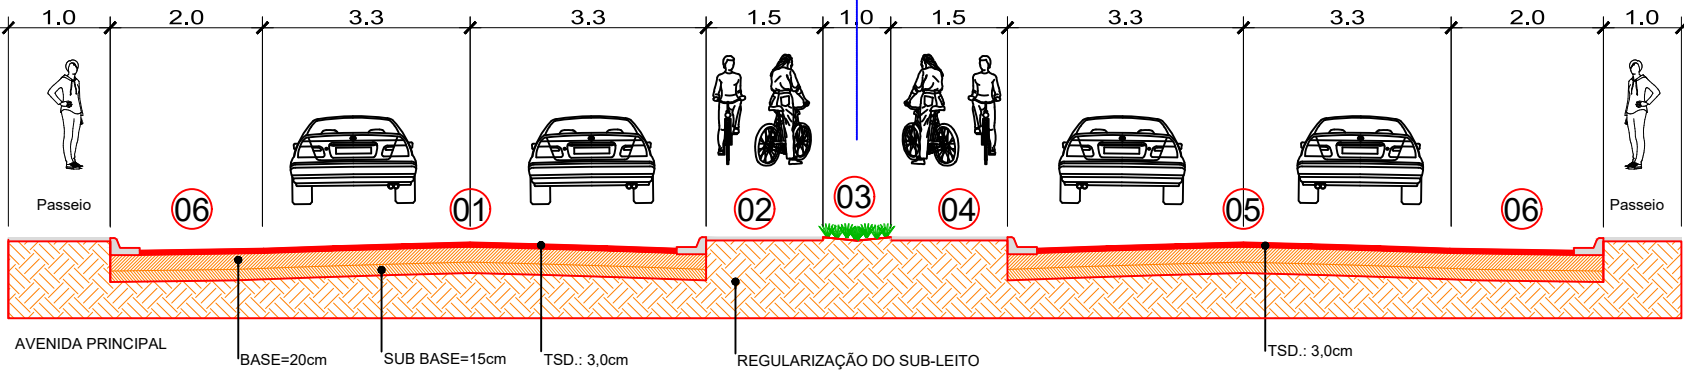 1.0 2.0 3.3 3.3 1.5 1.0 1.5 3.3 3.3 2.0 1.0
Passeio 06 01 02 03 04 05 06 Passeio
AVENIDA PRINCIPAL
BASE=20cm SUB BASE=15cm TSD.: 3,0cm REGULARIZAÇÃO DO SUB-LEITO TSD.: 3,0cm